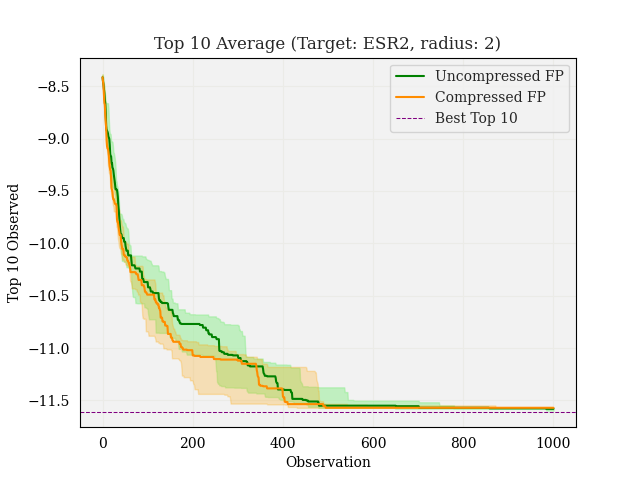 Top 10 Average (Target: ESR2, radius: 2)
Uncompressed FP
Compressed FP
Best Top 10
Top 10 Observed
−8.5
−9.0
−9.5
−10.0
−10.5
−11.0
−11.5
0
200
400
600
800
1000
Observation